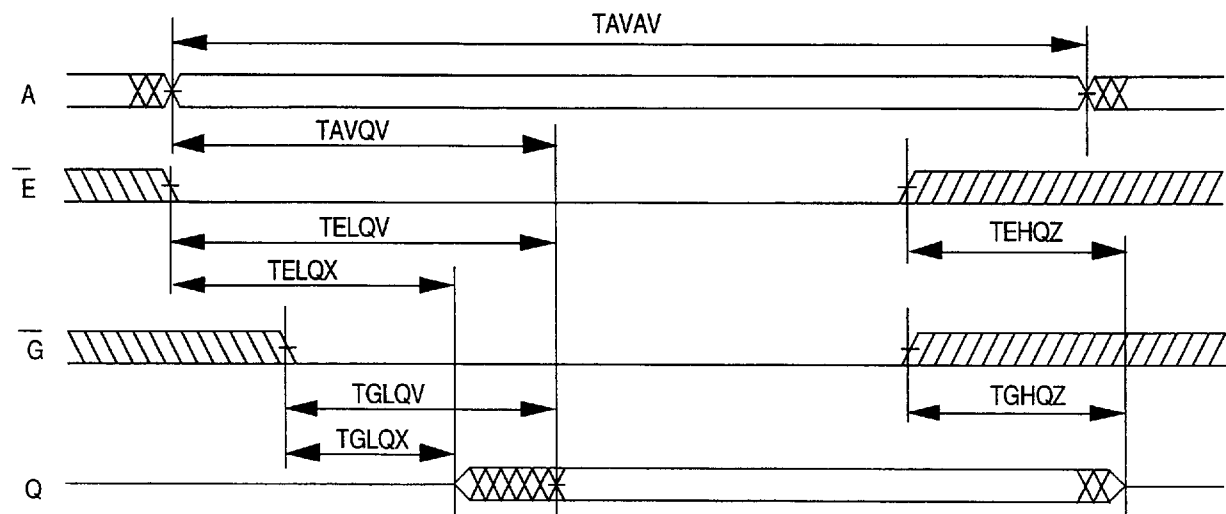 TAVAV
A
TAVQV
E̅
TELQV
TEHQZ
TELQX
G̅
TGLQV
TGHQZ
TGLQX
Q